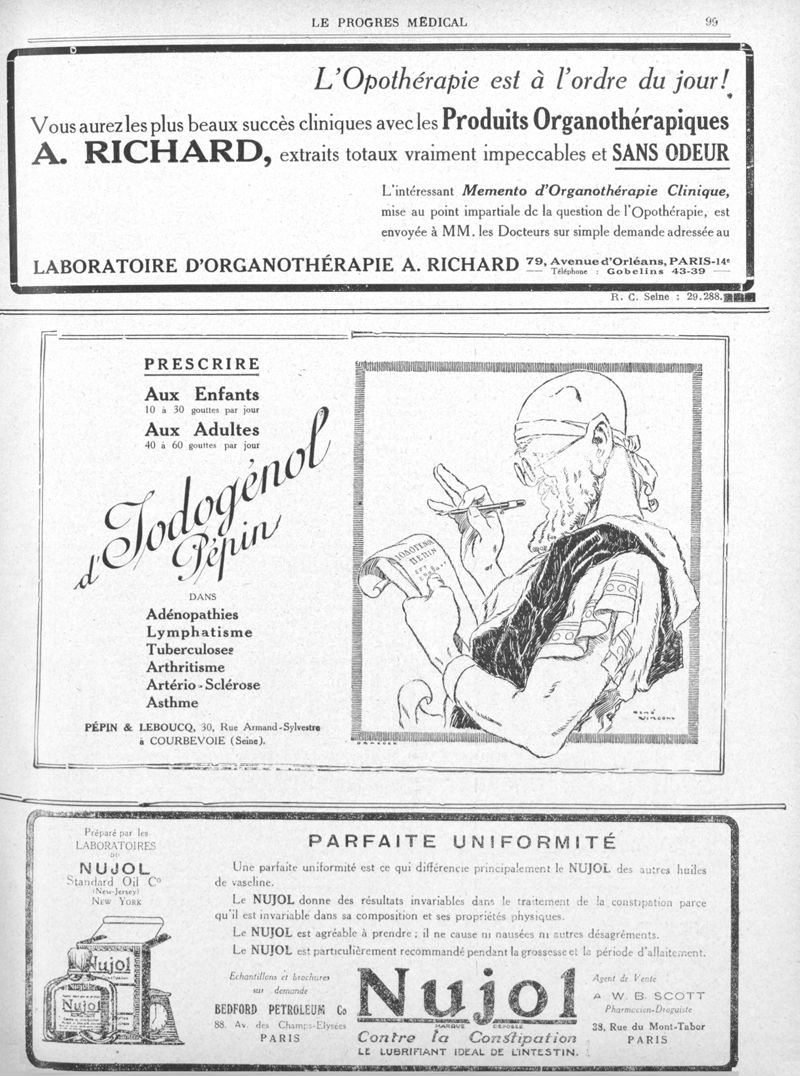 LE PROGRES MÉDICAL
99
L'Opothérapie est à l'ordre du jour!
Vous aurez les plus beaux succès cliniques avec les Produits Organothérapiques
A. RICHARD, extraits totaux vraiment impeccables et SANS ODEUR
L'intéressant Memento d'Organothérapie Clinique,
mise au point impartiale de la question de l'Opothérapie, est
envoyée à MM. les Docteurs sur simple demande adressée au
LABORATOIRE D'ORGANOTHÉRAPIE A. RICHARD
79, Avenue d'Orléans, PARIS-14e
Téléphone : Gobelins 43-39
R. C. Seine : 29.288.
PRESCRIRE
Aux Enfants
10 à 30 gouttes par jour
Aux Adultes
40 à 60 gouttes par jour
d'Iodogénol
Pépin
DANS
Adénopathies
Lymphatisme
Tuberculoses
Arthritisme
Artério-Sclérose
Asthme
PÉPIN & LEBOUCQ, 30, Rue Armand-Sylvestre
à COURBEVOIE (Seine).
ΙΟΔΟΓΕΝΟΛ
ΠΕΠΙΝ
RENÉ
VINCENT
DRAEGER
Préparé par les
LABORATOIRES
DU
NUJOL
Standard Oil Co
(New-Jersey)
NEW YORK
Nujol
Nujol
PARFAITE UNIFORMITÉ
Une parfaite uniformité est ce qui différencie principalement le NUJOL des autres huiles
de vaseline.
Le NUJOL donne des résultats invariables dans le traitement de la constipation parce
qu'il est invariable dans sa composition et ses propriétés physiques.
Le NUJOL est agréable à prendre ; il ne cause ni nausées ni autres désagréments.
Le NUJOL est particulièrement recommandé pendant la grossesse et la période d'allaitement.
Echantillons et brochures
sur demande
BEDFORD PETROLEUM Co
88. Av. des Champs-Elysées
PARIS
Nujol
MARQUE DÉPOSÉE
Contre la Constipation
LE LUBRIFIANT IDEAL DE L'INTESTIN.
Agent de Vente
A W. B. SCOTT
Pharmacien-Droguiste
38, Rue du Mont-Tabor
PARIS